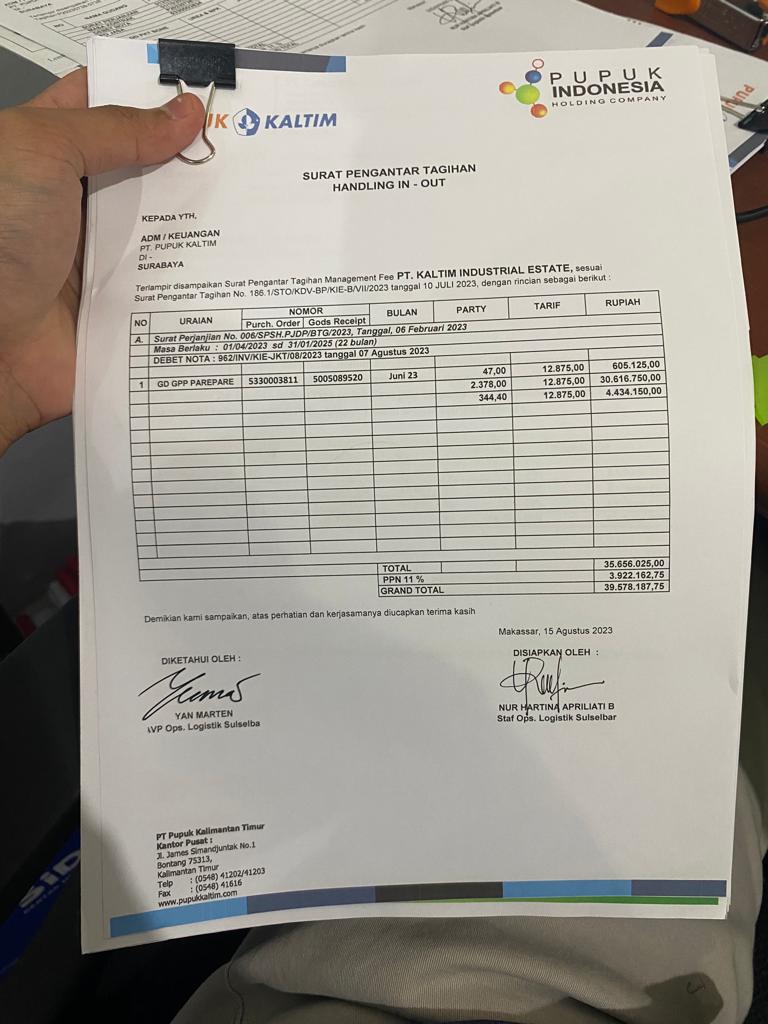 PUPUK
INDONESIA
HOLDING COMPANY
KALTIM
SURAT PENGANTAR TAGIHAN
HANDLING IN - OUT
KEPADA YTH,
ADM / KEUANGAN
PT. PUPUK KALTIM
DI -
SURABAYA
Terlampir disampaikan Surat Pengantar Tagihan Management Fee PT. KALTIM INDUSTRIAL ESTATE, sesuai
Surat Pengantar Tagihan No. 186.1/STO/KDV-BP/KIE-B/VII/2023 tanggal 10 JULI 2023, dengan rincian sebagai berikut :
NO URAIAN NOMOR BULAN PARTY TARIF RUPIAH
Purch. Order Gods Receipt
A. Surat Perjanjian No. 006/SPSH.PJDP/BTG/2023, Tanggal, 06 Februari 2023
Masa Berlaku : 01/04/2023 sd 31/01/2025 (22 bulan)
DEBET NOTA : 962/INV/KIE-JKT/08/2023 tanggal 07 Agustus 2023
1 GD GPP PAREPARE 5330003811 5005089520 Juni 23 47,00 12.875,00 605.125,00
2.378,00 12.875,00 30.616.750,00
344,40 12.875,00 4.434.150,00
TOTAL 35.656.025,00
PPN 11 % 3.922.162,75
GRAND TOTAL 39.578.187,75
Demikian kami sampaikan, atas perhatian dan kerjasamanya diucapkan terima kasih
Makassar, 15 Agustus 2023
DIKETAHUI OLEH :
DISIAPKAN OLEH :
YAN MARTEN
VP Ops. Logistik Sulselba
NUR HARTINA APRILIATI B
Staf Ops. Logistik Sulselbar
PT Pupuk Kalimantan Timur
Kantor Pusat :
Jl. James Simandjuntak No.1
Bontang 75313,
Kalimantan Timur
Telp : (0548) 41202/41203
Fax : (0548) 41616
www.pupukkaltim.com